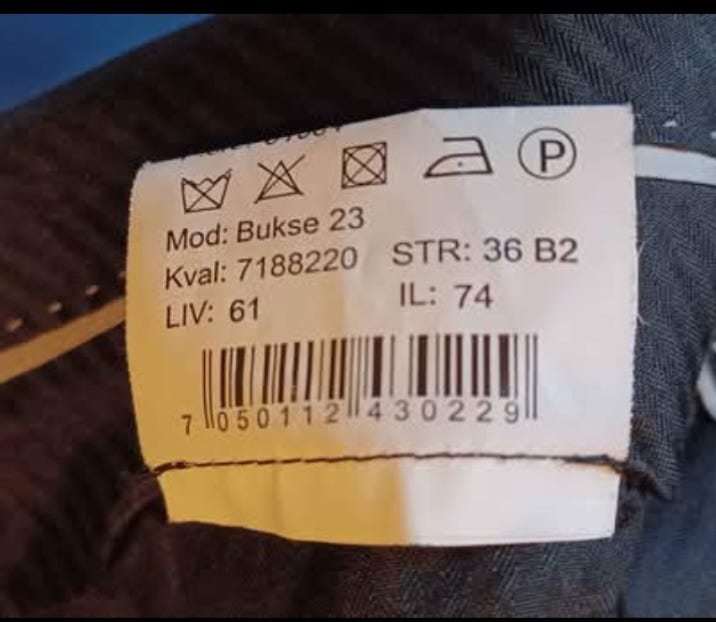 P
Mod: Bukse 23
Kval: 7188220 STR: 36 B2
LIV: 61 IL: 74
7 050112 430229